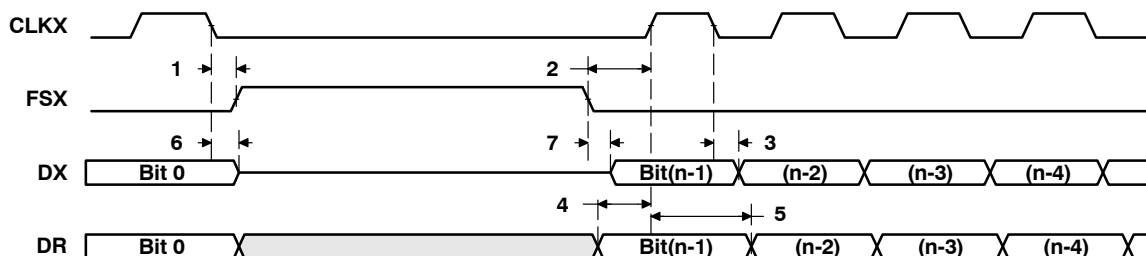 CLKX
1 2
FSX
6 7 3
DX Bit 0 Bit(n-1) (n-2) (n-3) (n-4)
4 5
DR Bit 0 Bit(n-1) (n-2) (n-3) (n-4)